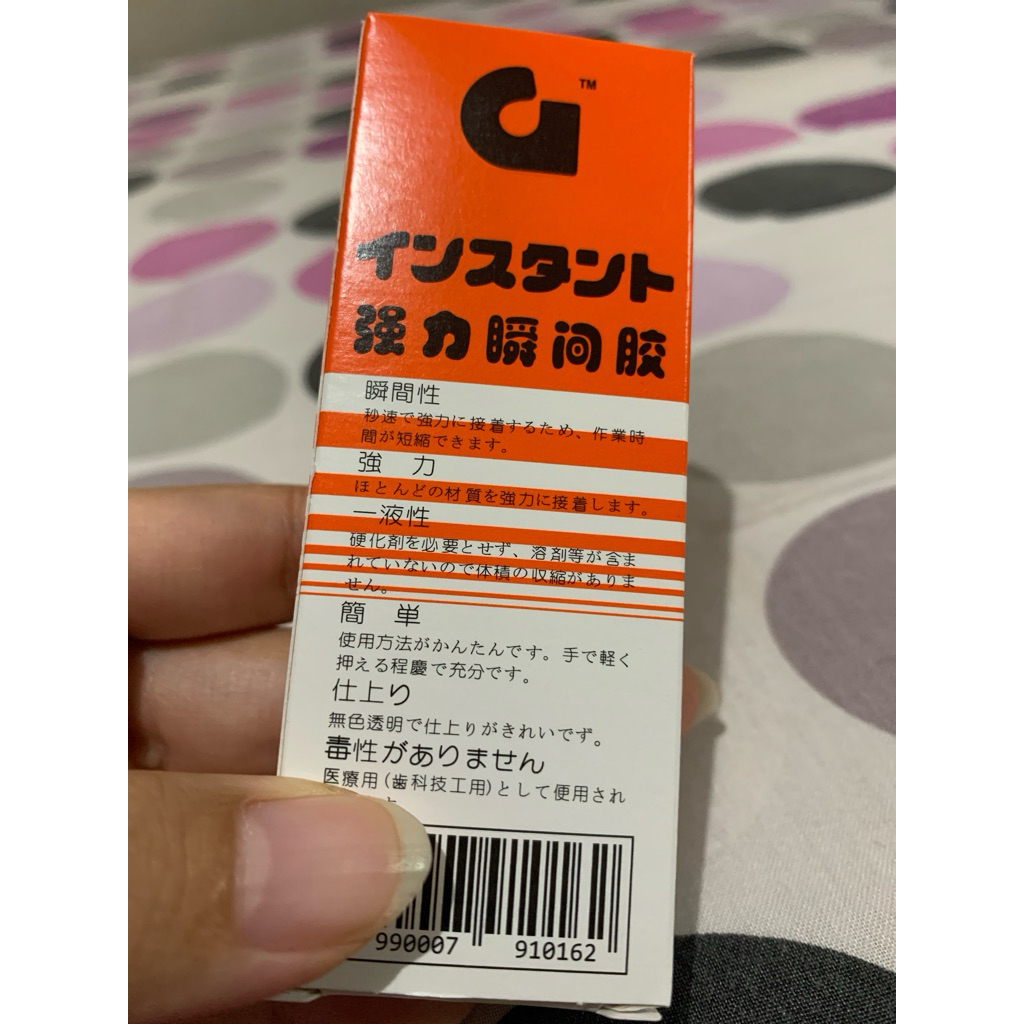 TM
インスタント
强力瞬间胶
瞬間性
秒速で強力に接着するため、作業時
間が短縮できます。
強 力
ほとんどの材質を強力に接着します。
一液性
硬化剤を必要とせず、溶剤等が含ま
れていないので体積の収縮がありま
せん。
簡 単
使用方法がかんたんです。手で軽く
押える程慶で充分です。
仕上り
無色透明で仕上りがきれいでず。
毒性がありません
医療用(歯科技工用)として使用され
990007 910162